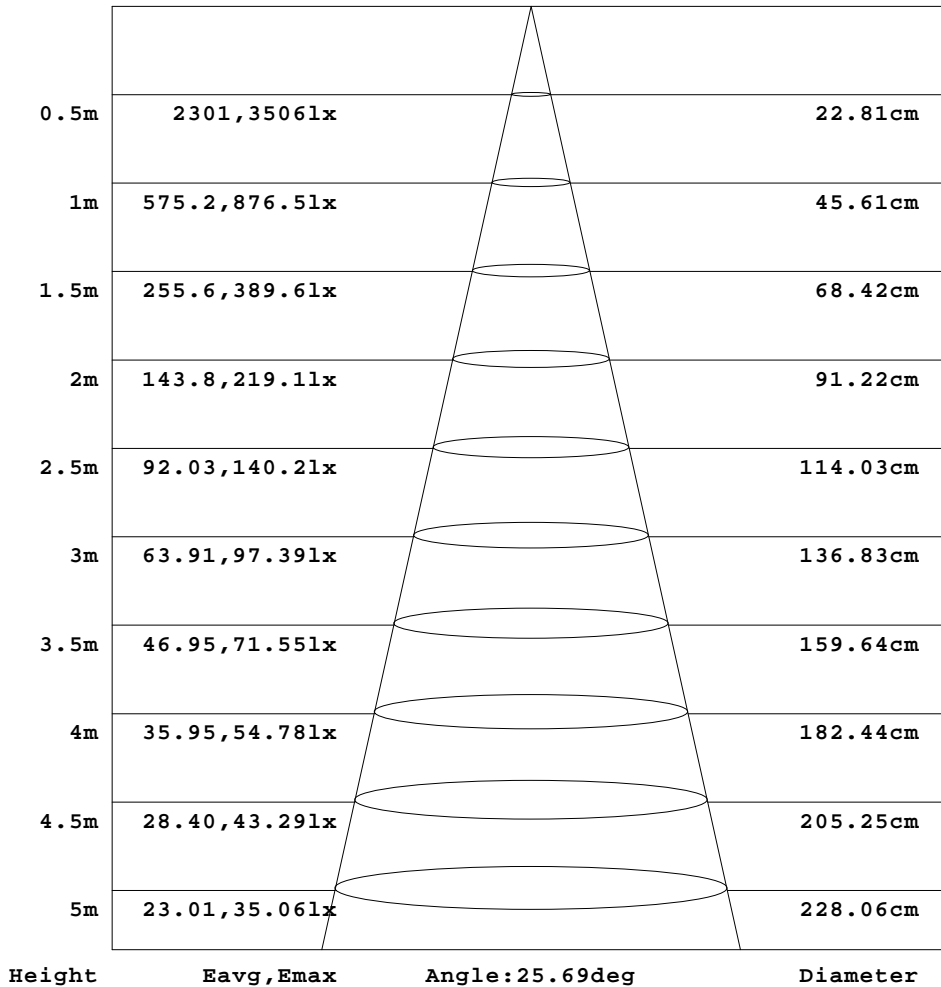 0.5m 2301,3506lx 22.81cm
1m 575.2,876.5lx 45.61cm
1.5m 255.6,389.6lx 68.42cm
2m 143.8,219.1lx 91.22cm
2.5m 92.03,140.2lx 114.03cm
3m 63.91,97.39lx 136.83cm
3.5m 46.95,71.55lx 159.64cm
4m 35.95,54.78lx 182.44cm
4.5m 28.40,43.29lx 205.25cm
5m 23.01,35.06lx 228.06cm
Height Eavg,Emax Angle:25.69deg Diameter